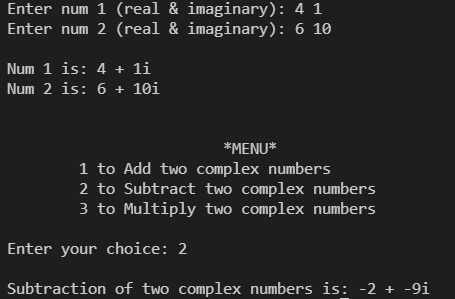 Enter num 1 (real & imaginary): 4 1
Enter num 2 (real & imaginary): 6 10
Num 1 is: 4 + 1i
Num 2 is: 6 + 10i
*MENU*
1 to Add two complex numbers
2 to Subtract two complex numbers
3 to Multiply two complex numbers
Enter your choice: 2
Subtraction of two complex numbers is: -2 + -9i